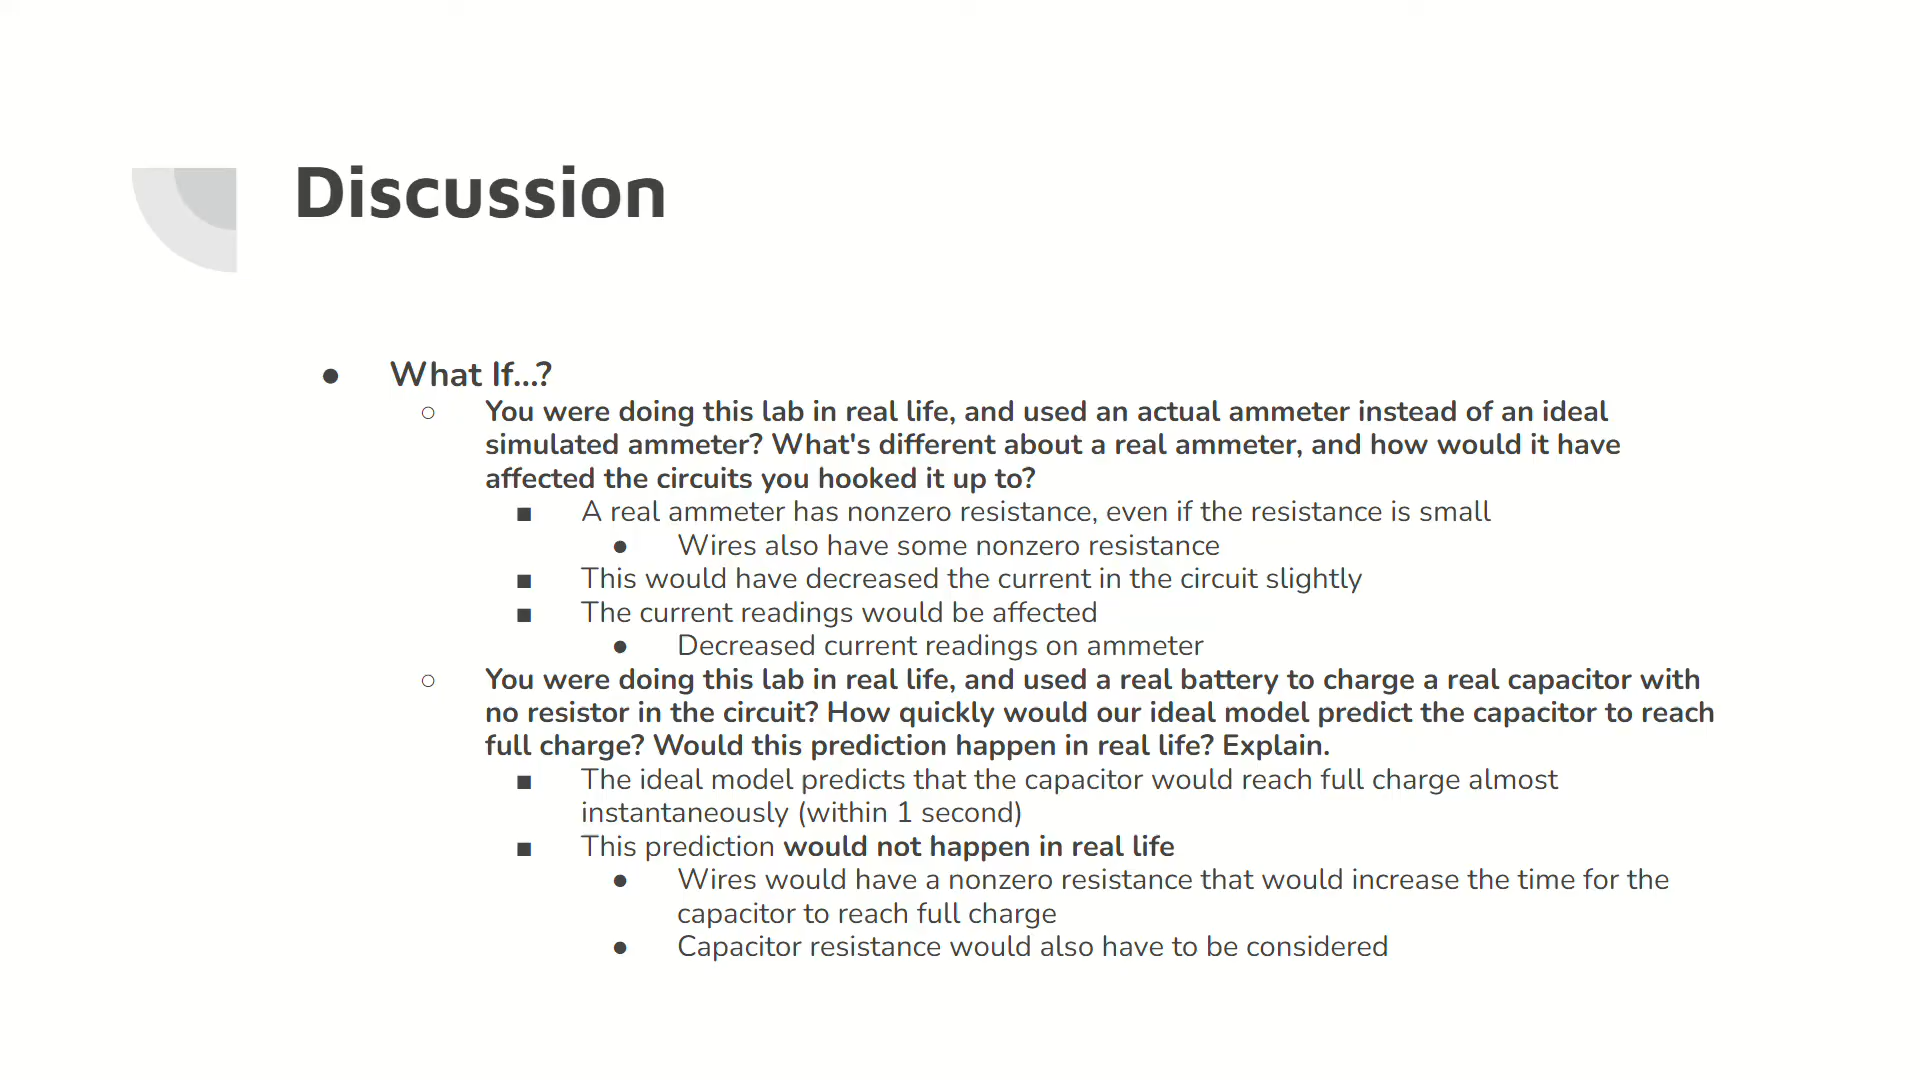 Discussion
● What If...?
○ You were doing this lab in real life, and used an actual ammeter instead of an ideal
simulated ammeter? What's different about a real ammeter, and how would it have
affected the circuits you hooked it up to?
■ A real ammeter has nonzero resistance, even if the resistance is small
● Wires also have some nonzero resistance
■ This would have decreased the current in the circuit slightly
■ The current readings would be affected
● Decreased current readings on ammeter
○ You were doing this lab in real life, and used a real battery to charge a real capacitor with
no resistor in the circuit? How quickly would our ideal model predict the capacitor to reach
full charge? Would this prediction happen in real life? Explain.
■ The ideal model predicts that the capacitor would reach full charge almost
instantaneously (within 1 second)
■ This prediction would not happen in real life
● Wires would have a nonzero resistance that would increase the time for the
capacitor to reach full charge
● Capacitor resistance would also have to be considered